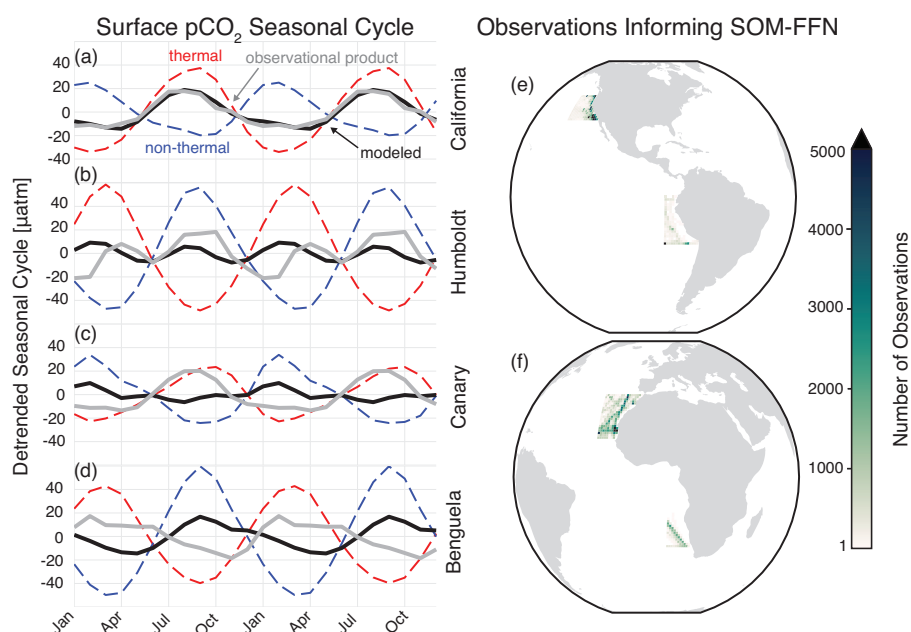 Surface pCO₂ Seasonal Cycle
Observations Informing SOM-FFN
Detrended Seasonal Cycle [µatm]
(a)
thermal
observational product
non-thermal
modeled
40
20
0
-20
-40
California
(b)
40
20
0
-20
-40
Humboldt
(c)
40
20
0
-20
-40
Canary
(d)
40
20
0
-20
-40
Benguela
Jan
Apr
Jul
Oct
Jan
Apr
Jul
Oct
(e)
(f)
5000
4000
3000
2000
1000
1
Number of Observations